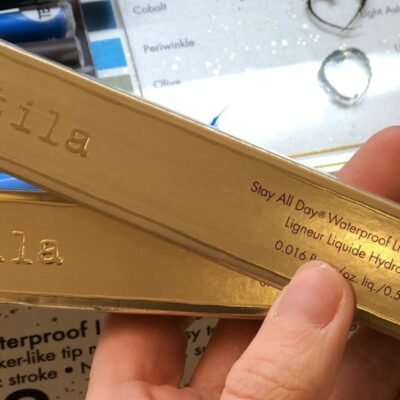 Cobalt
Periwinkle
Olive
tila
Stay All Day® Waterproof Li
Ligneur Liquide Hydro
0.016 fl. oz. liq./0.5
ila
terproof l
ker-like tip m
c stroke • N